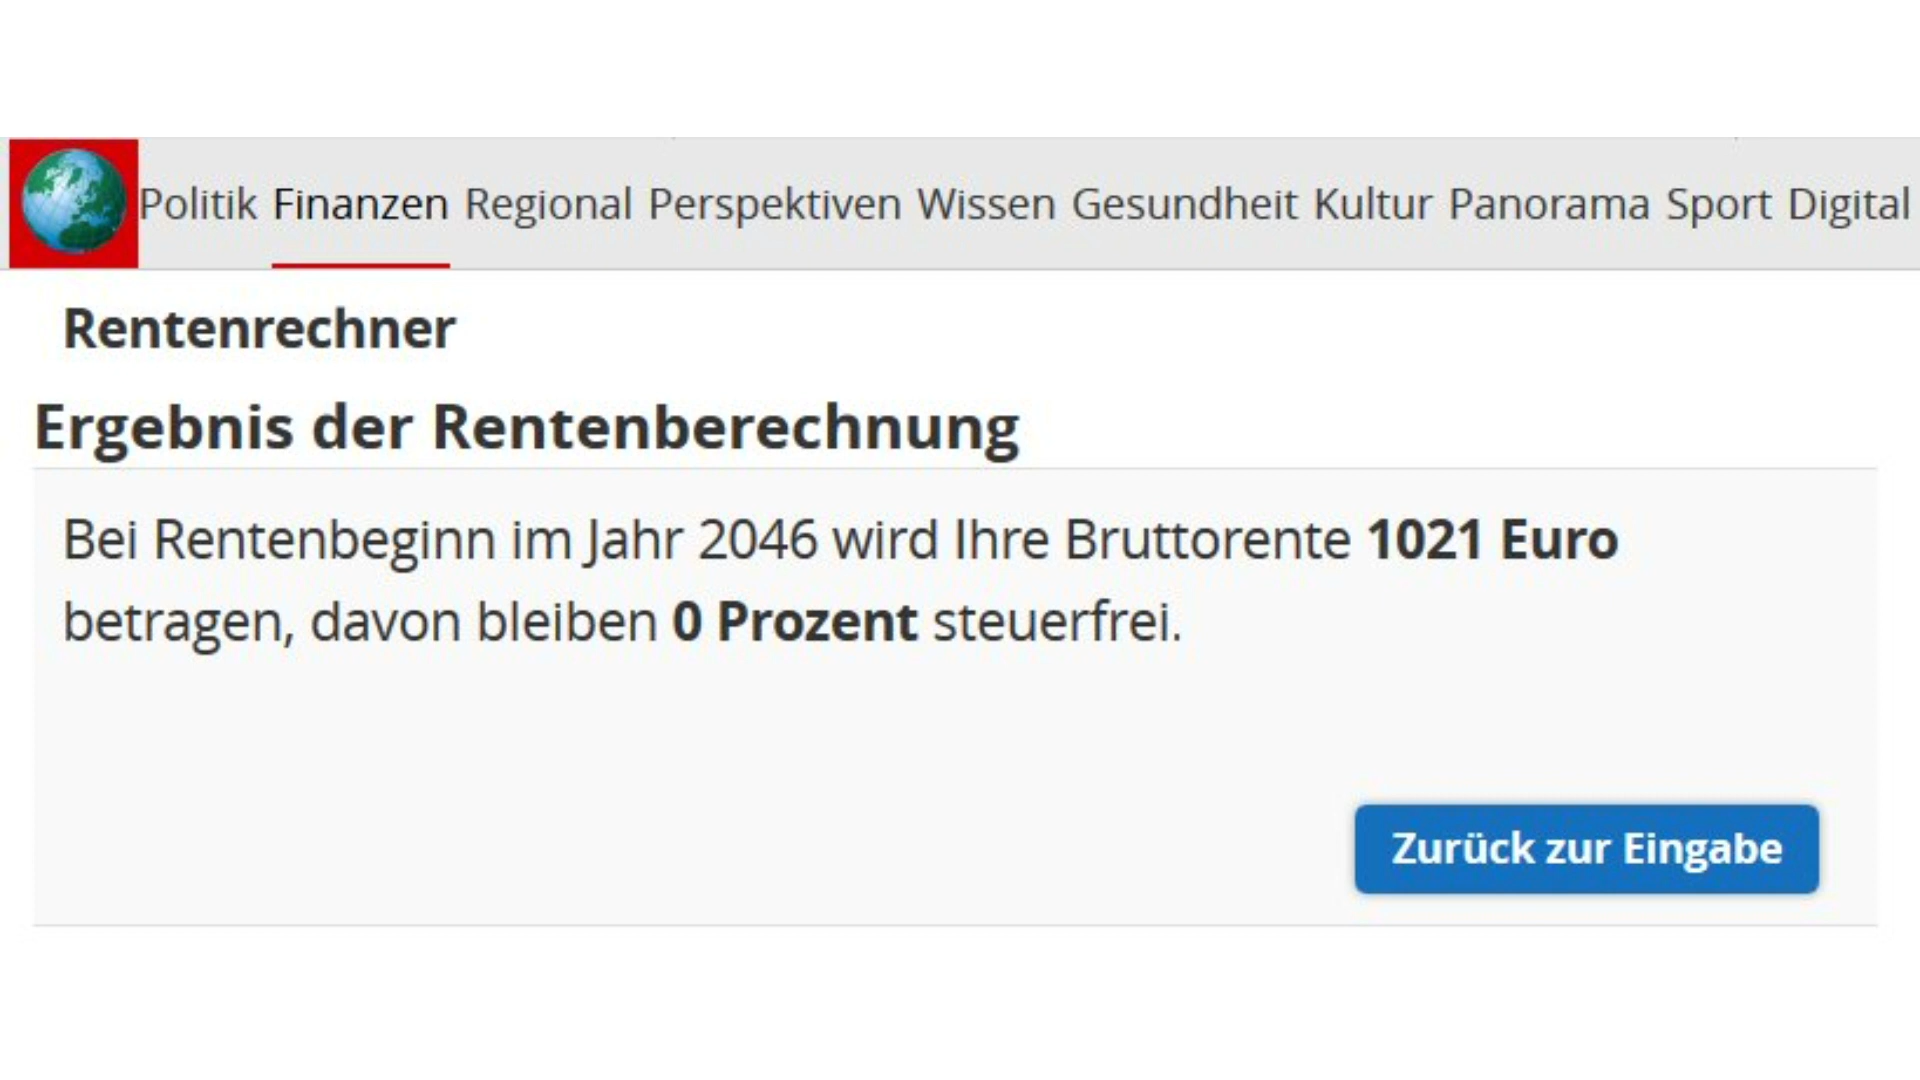 Politik Finanzen Regional Perspektiven Wissen Gesundheit Kultur Panorama Sport Digital
Rentenrechner
Ergebnis der Rentenberechnung
Bei Rentenbeginn im Jahr 2046 wird Ihre Bruttorente 1021 Euro
betragen, davon bleiben 0 Prozent steuerfrei.
Zurück zur Eingabe